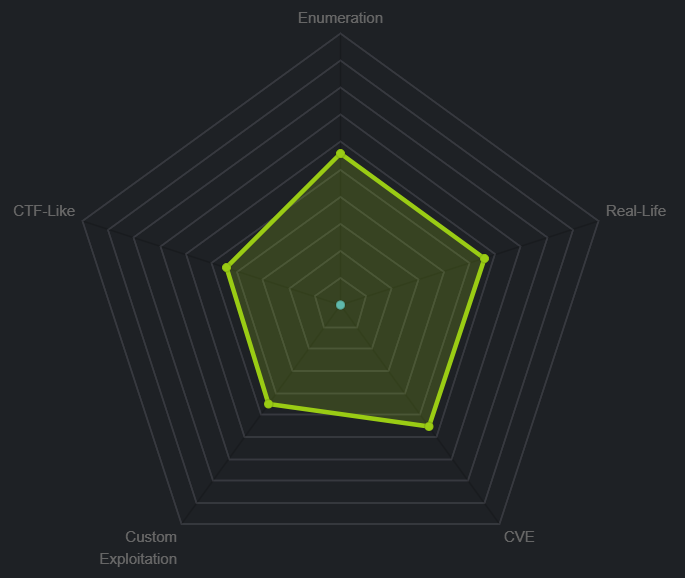 Enumeration
CTF-Like
Real-Life
Custom
Exploitation
CVE